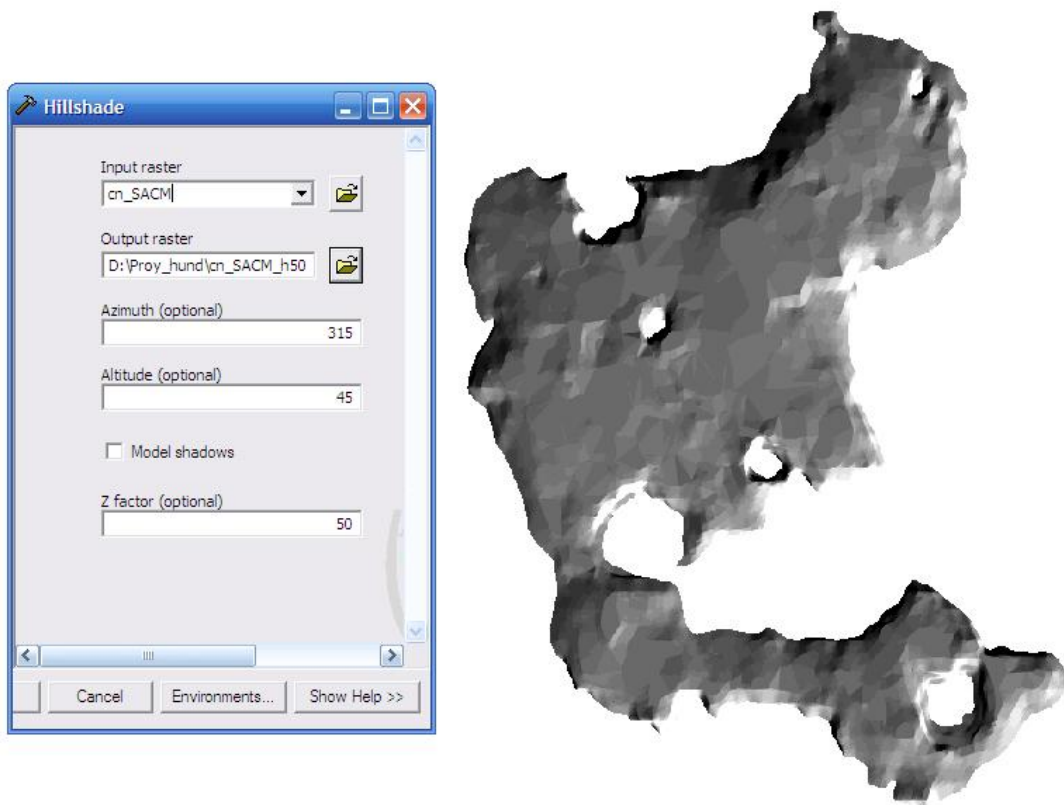 Hillshade
Input raster
cn_SACM
Output raster
D:\Proy_hund\cn_SACM_h50
Azimuth (optional)
315
Altitude (optional)
45
Model shadows
Z factor (optional)
50
Cancel Environments... Show Help >>